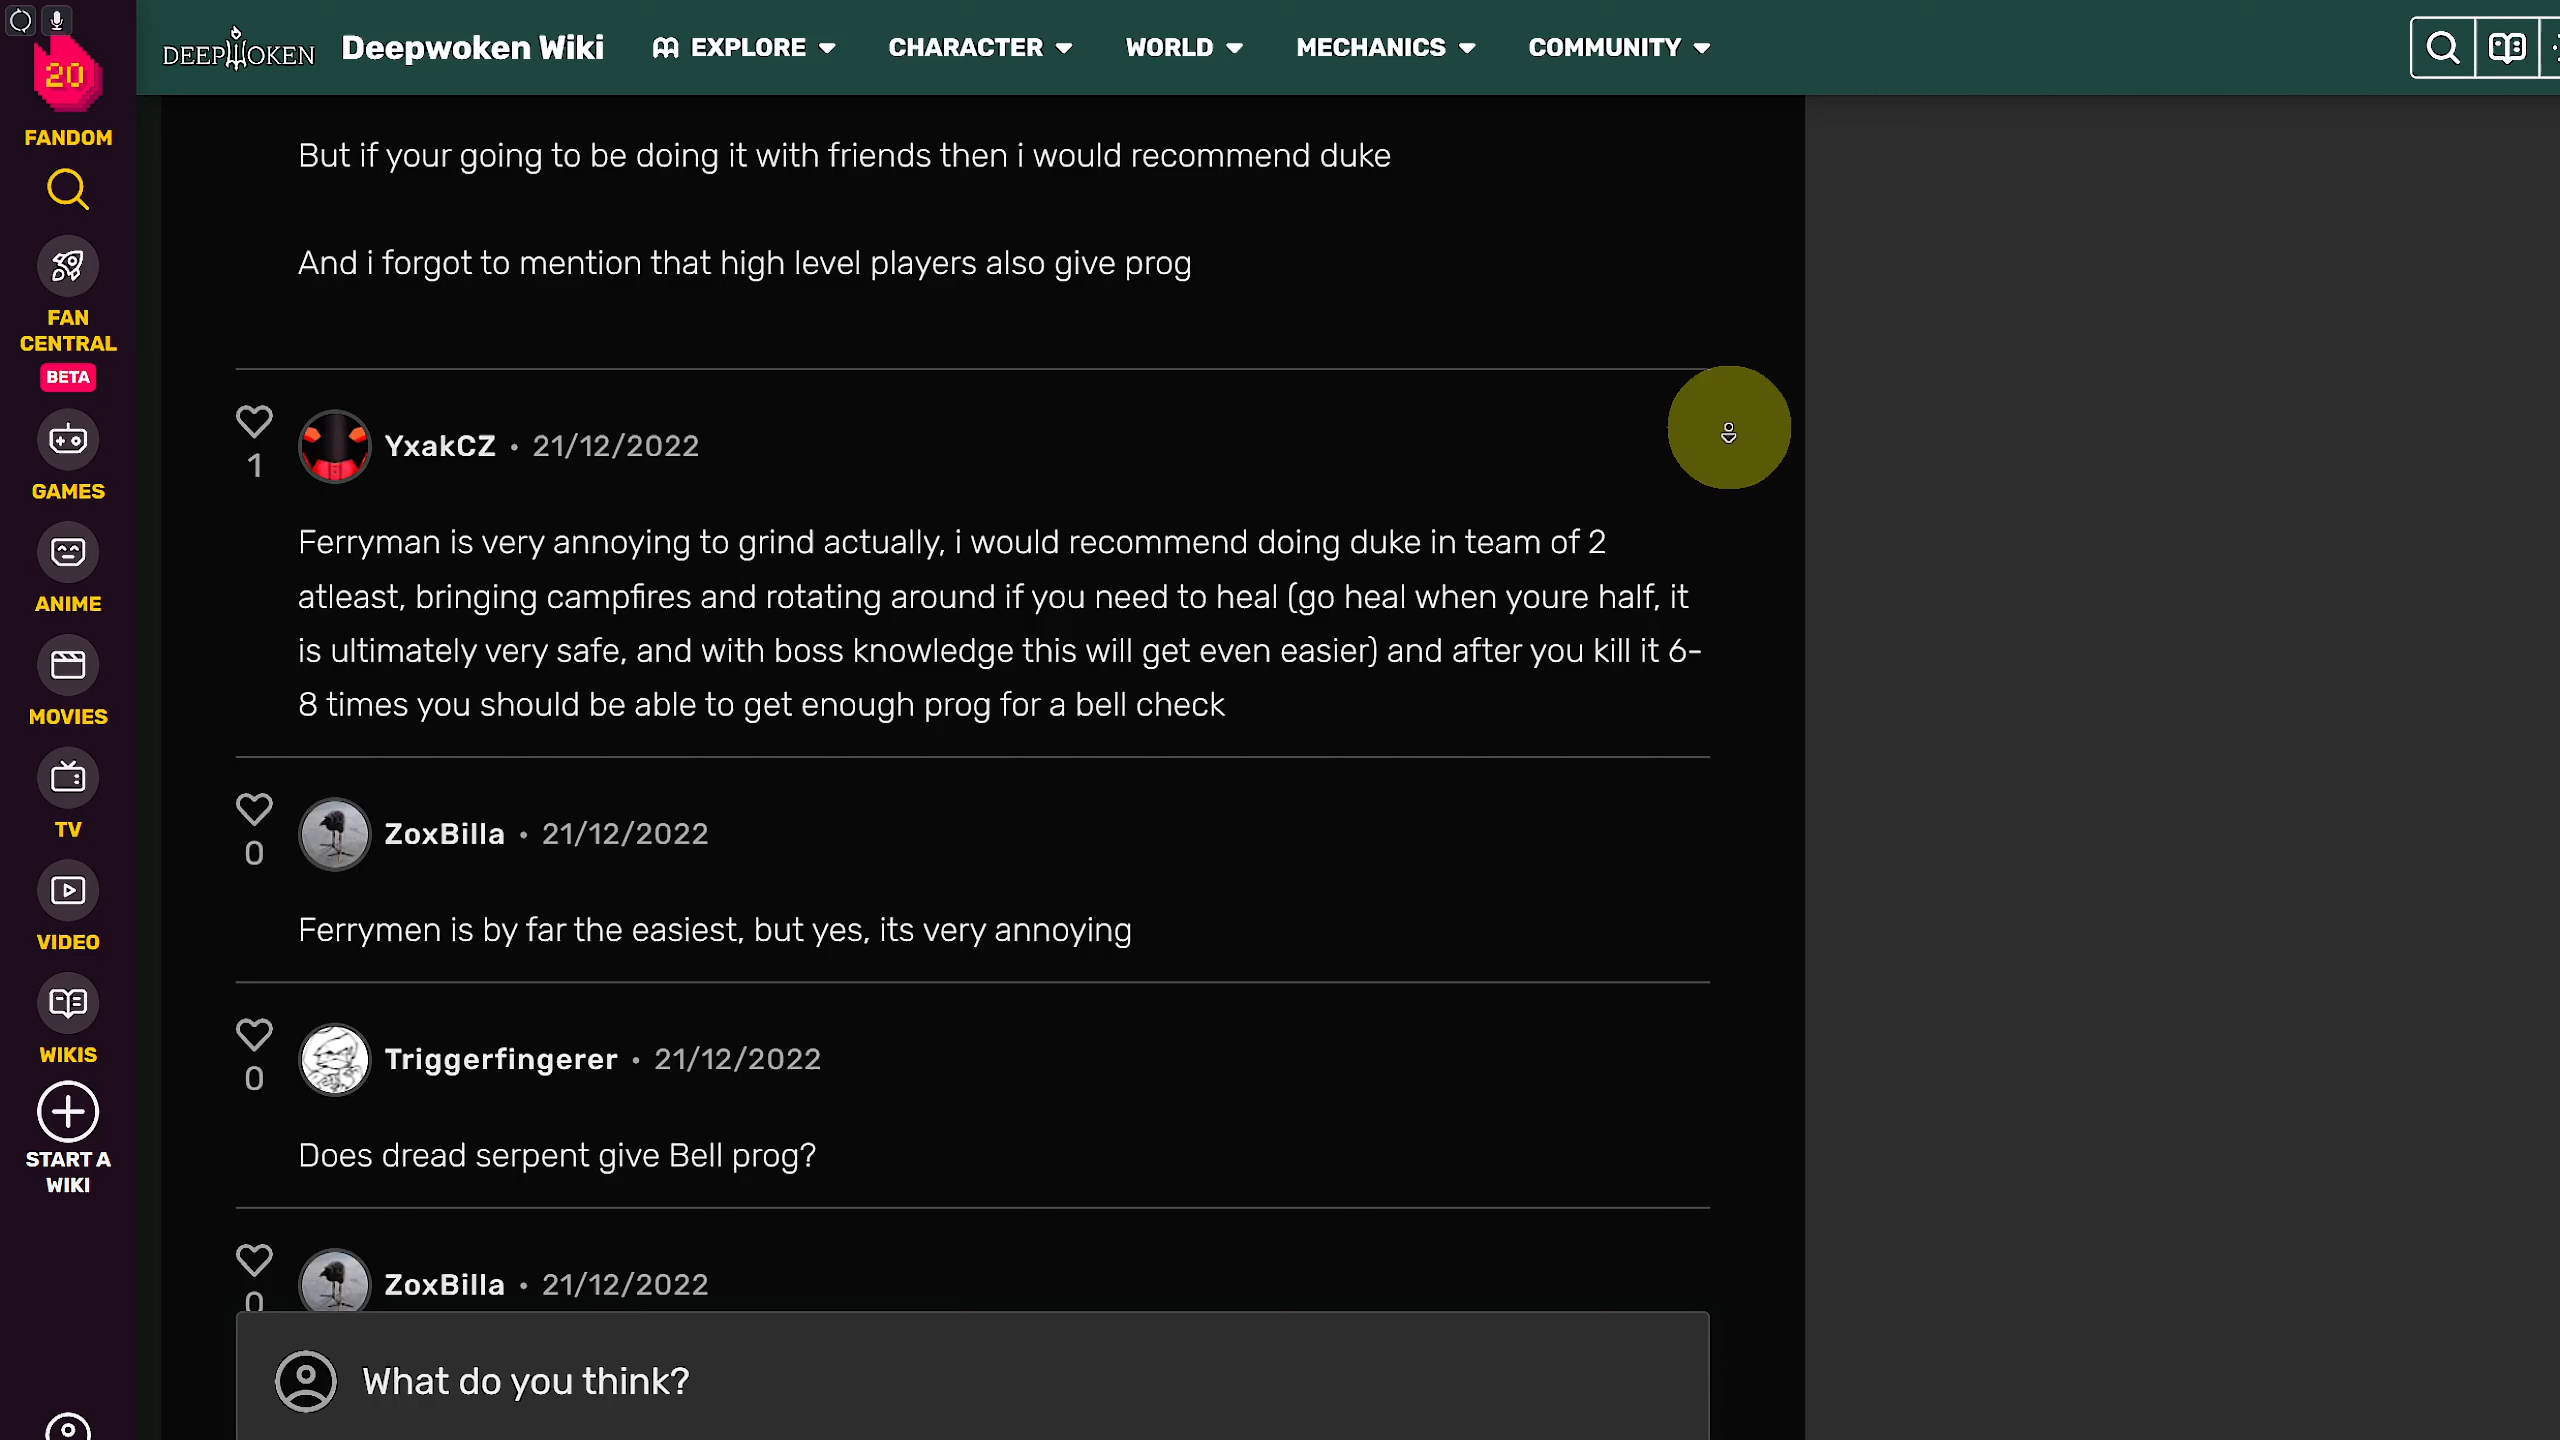 20
FANDOM
FAN
CENTRAL
BETA
GAMES
ANIME
MOVIES
TV
VIDEO
WIKIS
START A
WIKI
DEEPWOKEN
Deepwoken Wiki
EXPLORE
CHARACTER
WORLD
MECHANICS
COMMUNITY
But if your going to be doing it with friends then i would recommend duke
And i forgot to mention that high level players also give prog
1
YxakCZ • 21/12/2022
Ferryman is very annoying to grind actually, i would recommend doing duke in team of 2
atleast, bringing campfires and rotating around if you need to heal (go heal when youre half, it
is ultimately very safe, and with boss knowledge this will get even easier) and after you kill it 6-
8 times you should be able to get enough prog for a bell check
0
ZoxBilla • 21/12/2022
Ferrymen is by far the easiest, but yes, its very annoying
0
Triggerfingerer • 21/12/2022
Does dread serpent give Bell prog?
0
ZoxBilla • 21/12/2022
What do you think?